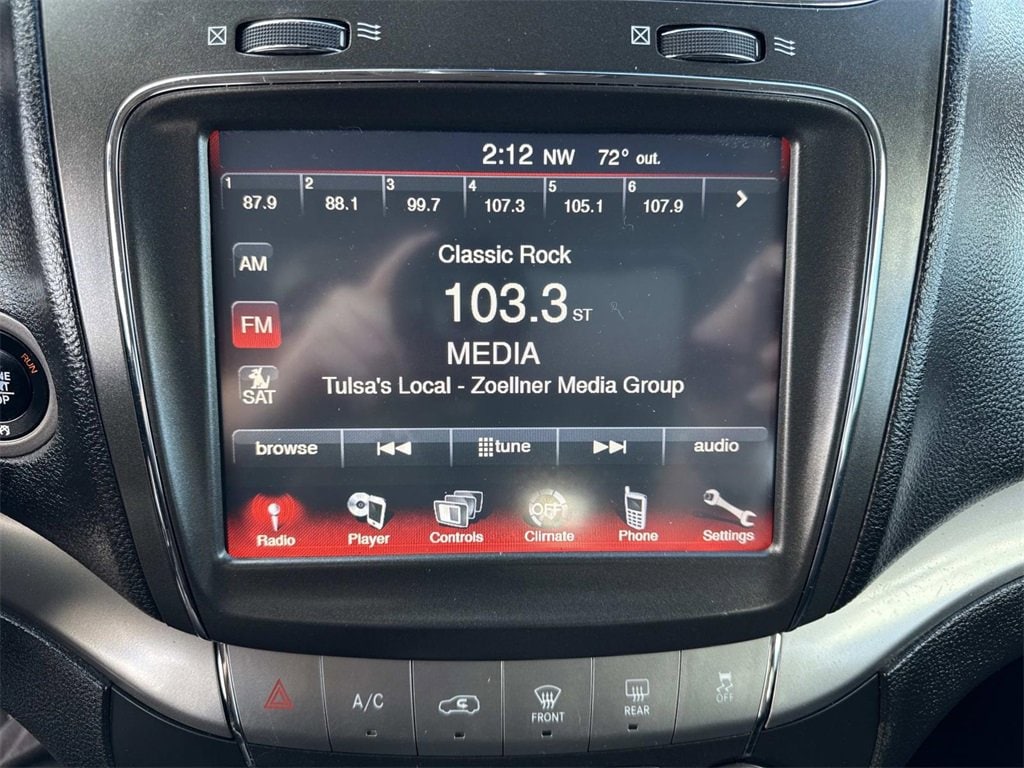 2:12 NW 72° out.
1 2 3 4 5 6
87.9 88.1 99.7 107.3 105.1 107.9
AM
Classic Rock
FM
103.3 ST
MEDIA
SAT
Tulsa's Local - Zoellner Media Group
browse tune audio
OFF
Radio Player Controls Climate Phone Settings
RUN
A/C
FRONT
REAR
OFF